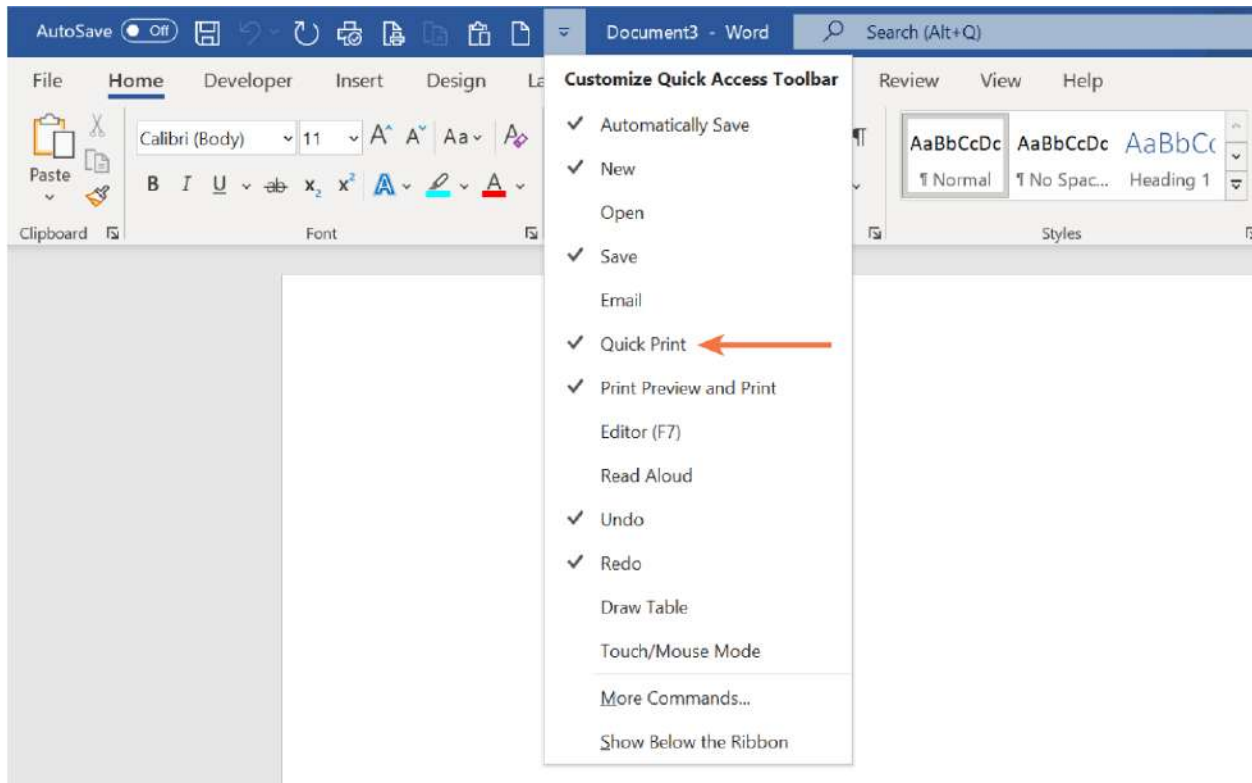 AutoSave Off Document3 - Word Search (Alt+Q)
File Home Developer Insert Design La Review View Help
Customize Quick Access Toolbar
Automatically Save
New
Open
Save
Email
Quick Print
Print Preview and Print
Editor (F7)
Read Aloud
Undo
Redo
Draw Table
Touch/Mouse Mode
More Commands...
Show Below the Ribbon
Paste
Clipboard
Calibri (Body) 11 A A Aa A
B I U ab x2 x2 A A
Font
¶ AaBbCcDc AaBbCcDc AaBbCc
¶ Normal ¶ No Spac... Heading 1
Styles